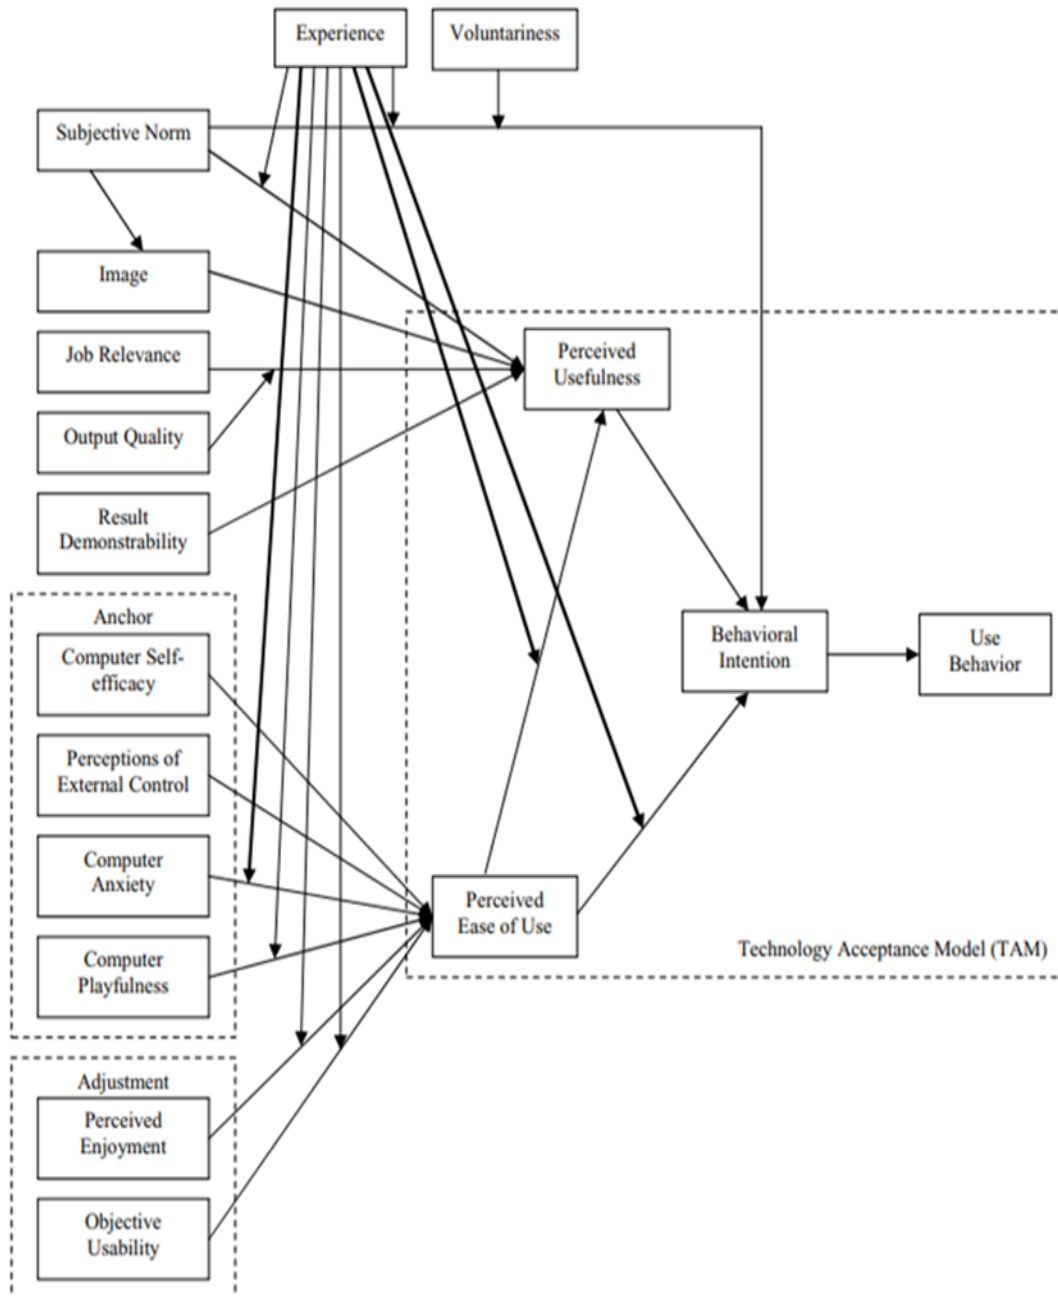 Experience
Voluntariness
Subjective Norm
Image
Job Relevance
Output Quality
Result
Demonstrability
Perceived
Usefulness
Anchor
Computer Self-
efficacy
Perceptions of
External Control
Computer
Anxiety
Computer
Playfulness
Behavioral
Intention
Use
Behavior
Perceived
Ease of Use
Technology Acceptance Model (TAM)
Adjustment
Perceived
Enjoyment
Objective
Usability